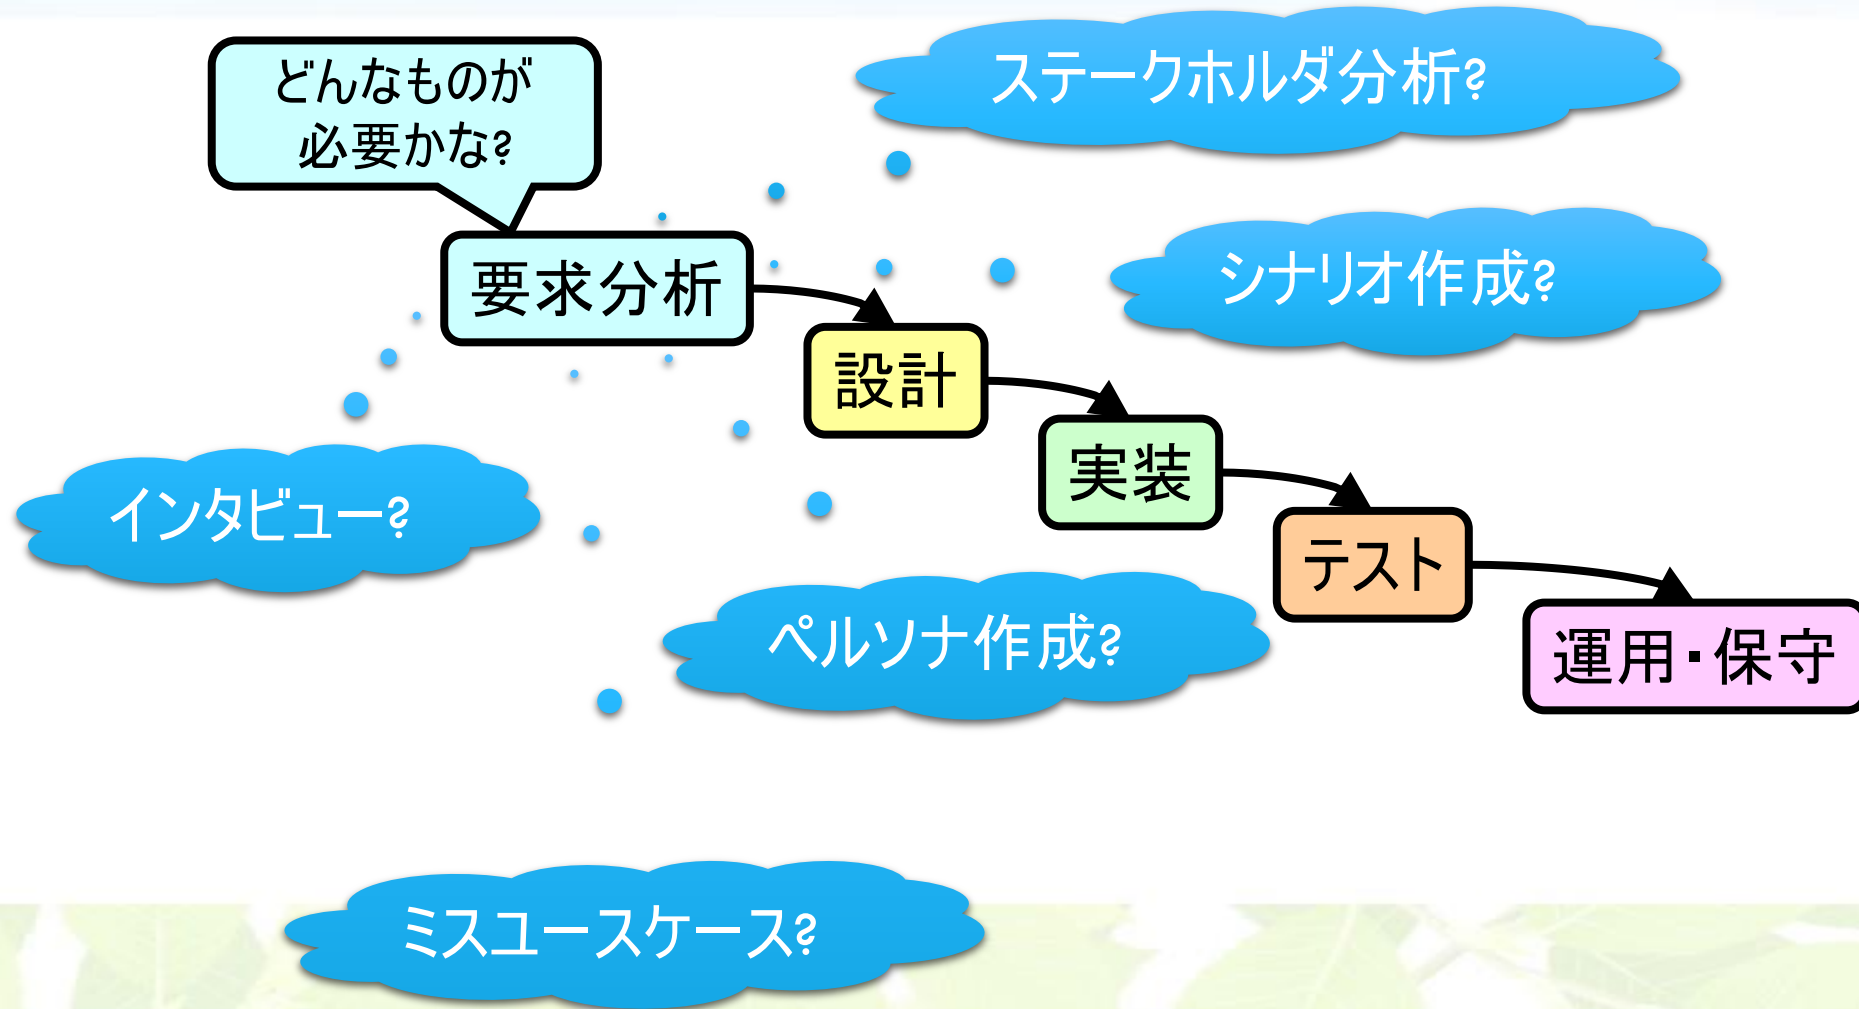 どんなものが
必要かな?
ステークホルダ分析?
要求分析
シナリオ作成?
設計
実装
インタビュー?
テスト
ペルソナ作成?
運用・保守
ミスユースケース?